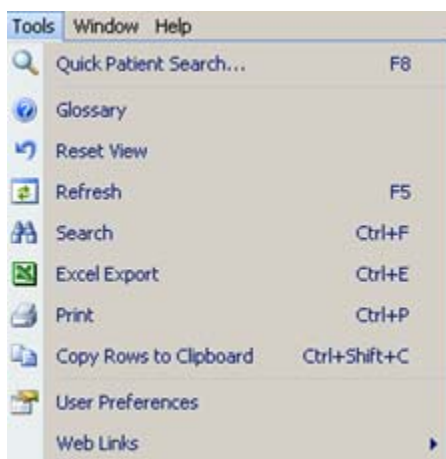 Tools Window Help
Quick Patient Search... F8
Glossary
Reset View
Refresh F5
Search Ctrl+F
Excel Export Ctrl+E
Print Ctrl+P
Copy Rows to Clipboard Ctrl+Shift+C
User Preferences
Web Links